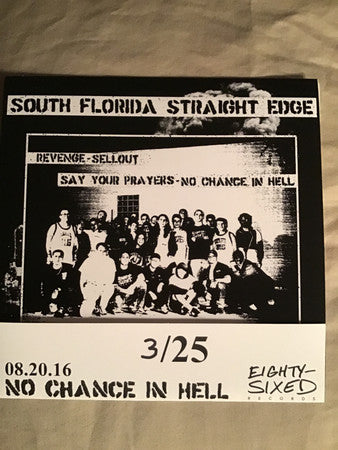 SOUTH FLORIDA STRAIGHT EDGE
REVENGE-SELLOUT
SAY YOUR PRAYERS-NO CHANCE IN HELL
3/25
08.20.16
NO CHANCE IN HELL
EIGHTY-
SIXED
RECORDS